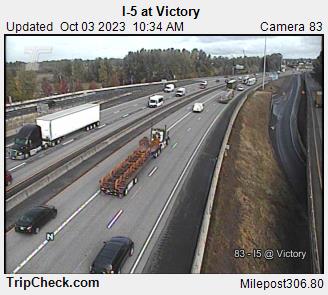 I-5 at Victory
Updated Oct 03 2023 10:34 AM Camera 83
N
83 - I5 @ Victory
TripCheck.com Milepost306.80